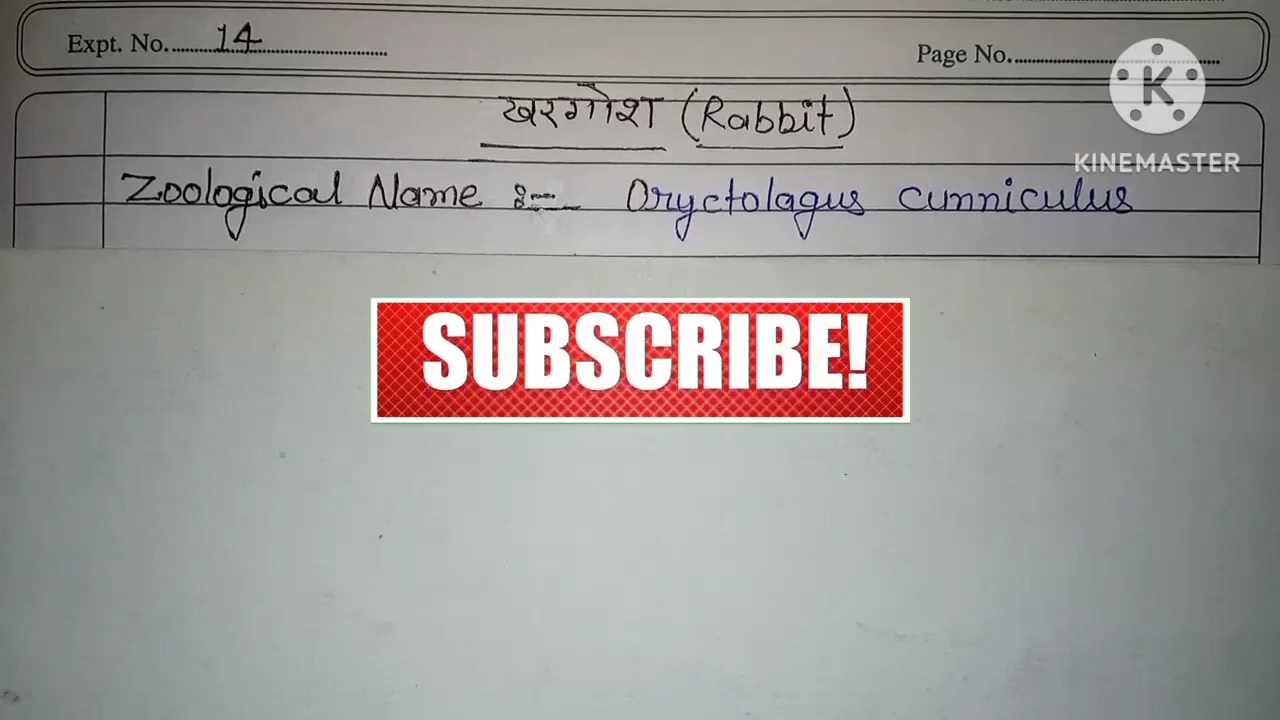 Expt. No. 14
Page No.
K
KINEMASTER
खरगोश (Rabbit)
Zoological Name :- Oryctolagus cunniculus
SUBSCRIBE!